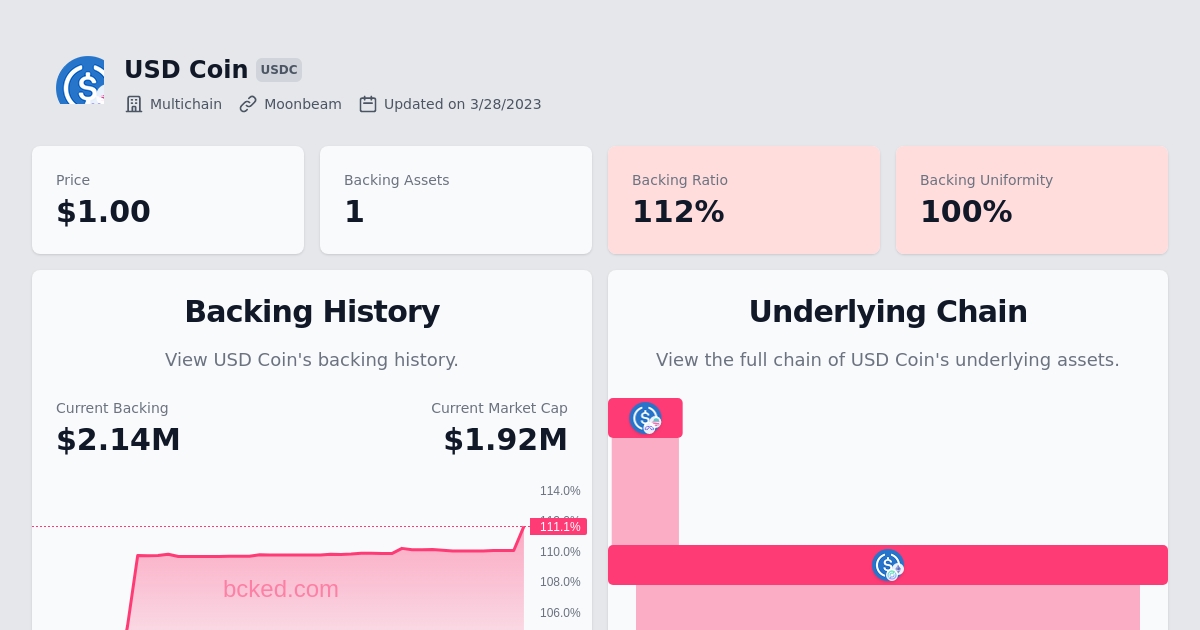 USD Coin USDC
Multichain Moonbeam Updated on 3/28/2023
Price
$1.00
Backing Assets
1
Backing Ratio
112%
Backing Uniformity
100%
Backing History
View USD Coin's backing history.
Current Backing
$2.14M
Current Market Cap
$1.92M
114.0%
111.1%
110.0%
108.0%
106.0%
bcked.com
Underlying Chain
View the full chain of USD Coin's underlying assets.